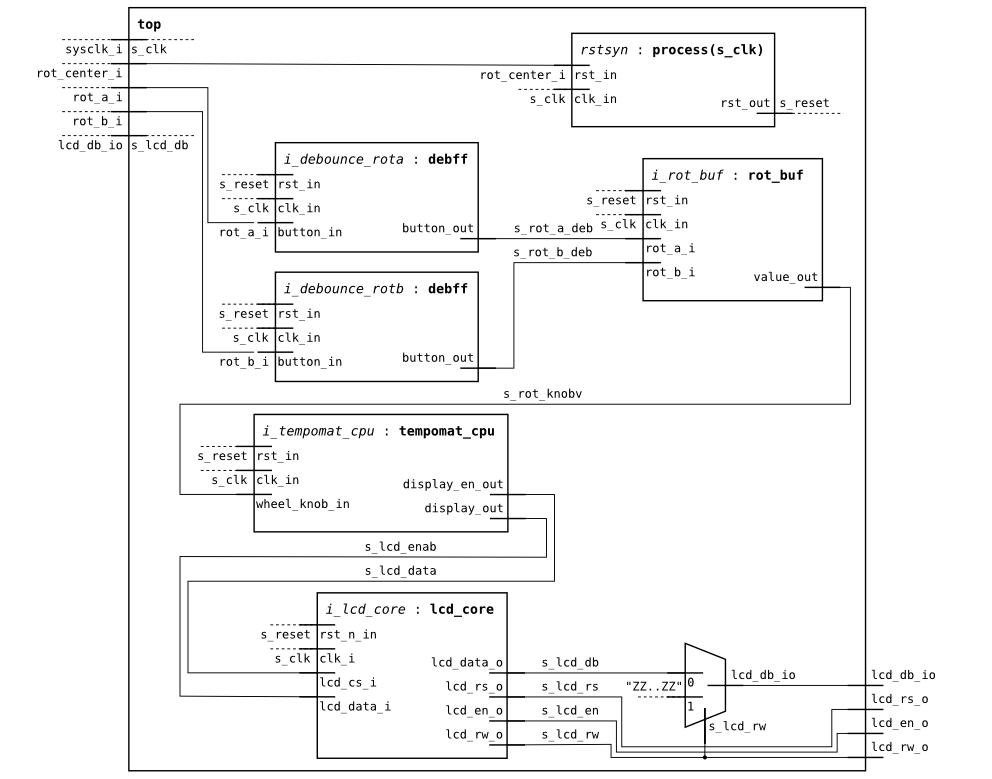 top
sysclk_i s_clk
rot_center_i
rot_a_i
rot_b_i
lcd_db_io s_lcd_db
rstsyn : process(s_clk)
rot_center_i rst_in
s_clk clk_in
rst_out s_reset
i_debounce_rota : debff
s_reset rst_in
s_clk clk_in
rot_a_i button_in
button_out
s_rot_a_deb
s_rot_b_deb
i_rot_buf : rot_buf
s_reset rst_in
s_clk clk_in
rot_a_i
rot_b_i
value_out
i_debounce_rotb : debff
s_reset rst_in
s_clk clk_in
rot_b_i button_in
button_out
s_rot_knobv
i_tempomat_cpu : tempomat_cpu
s_reset rst_in
s_clk clk_in
wheel_knob_in
display_en_out
display_out
s_lcd_enab
s_lcd_data
i_lcd_core : lcd_core
s_reset rst_n_in
s_clk clk_i
lcd_cs_i
lcd_data_i
lcd_data_o s_lcd_db
lcd_rs_o s_lcd_rs
lcd_en_o s_lcd_en
lcd_rw_o s_lcd_rw
"ZZ..ZZ"
0
1
lcd_db_io
s_lcd_rw
lcd_db_io
lcd_rs_o
lcd_en_o
lcd_rw_o